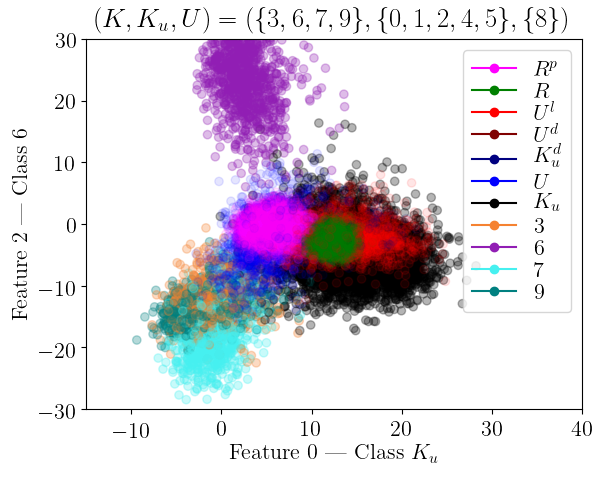 (K, K_u, U) = ({3, 6, 7, 9}, {0, 1, 2, 4, 5}, {8})
30
20
10
0
−10
−20
−30
Feature 2 — Class 6
R^p
R
U^l
U^d
K_u^d
U
K_u
3
6
7
9
−10 0 10 20 30 40
Feature 0 — Class K_u